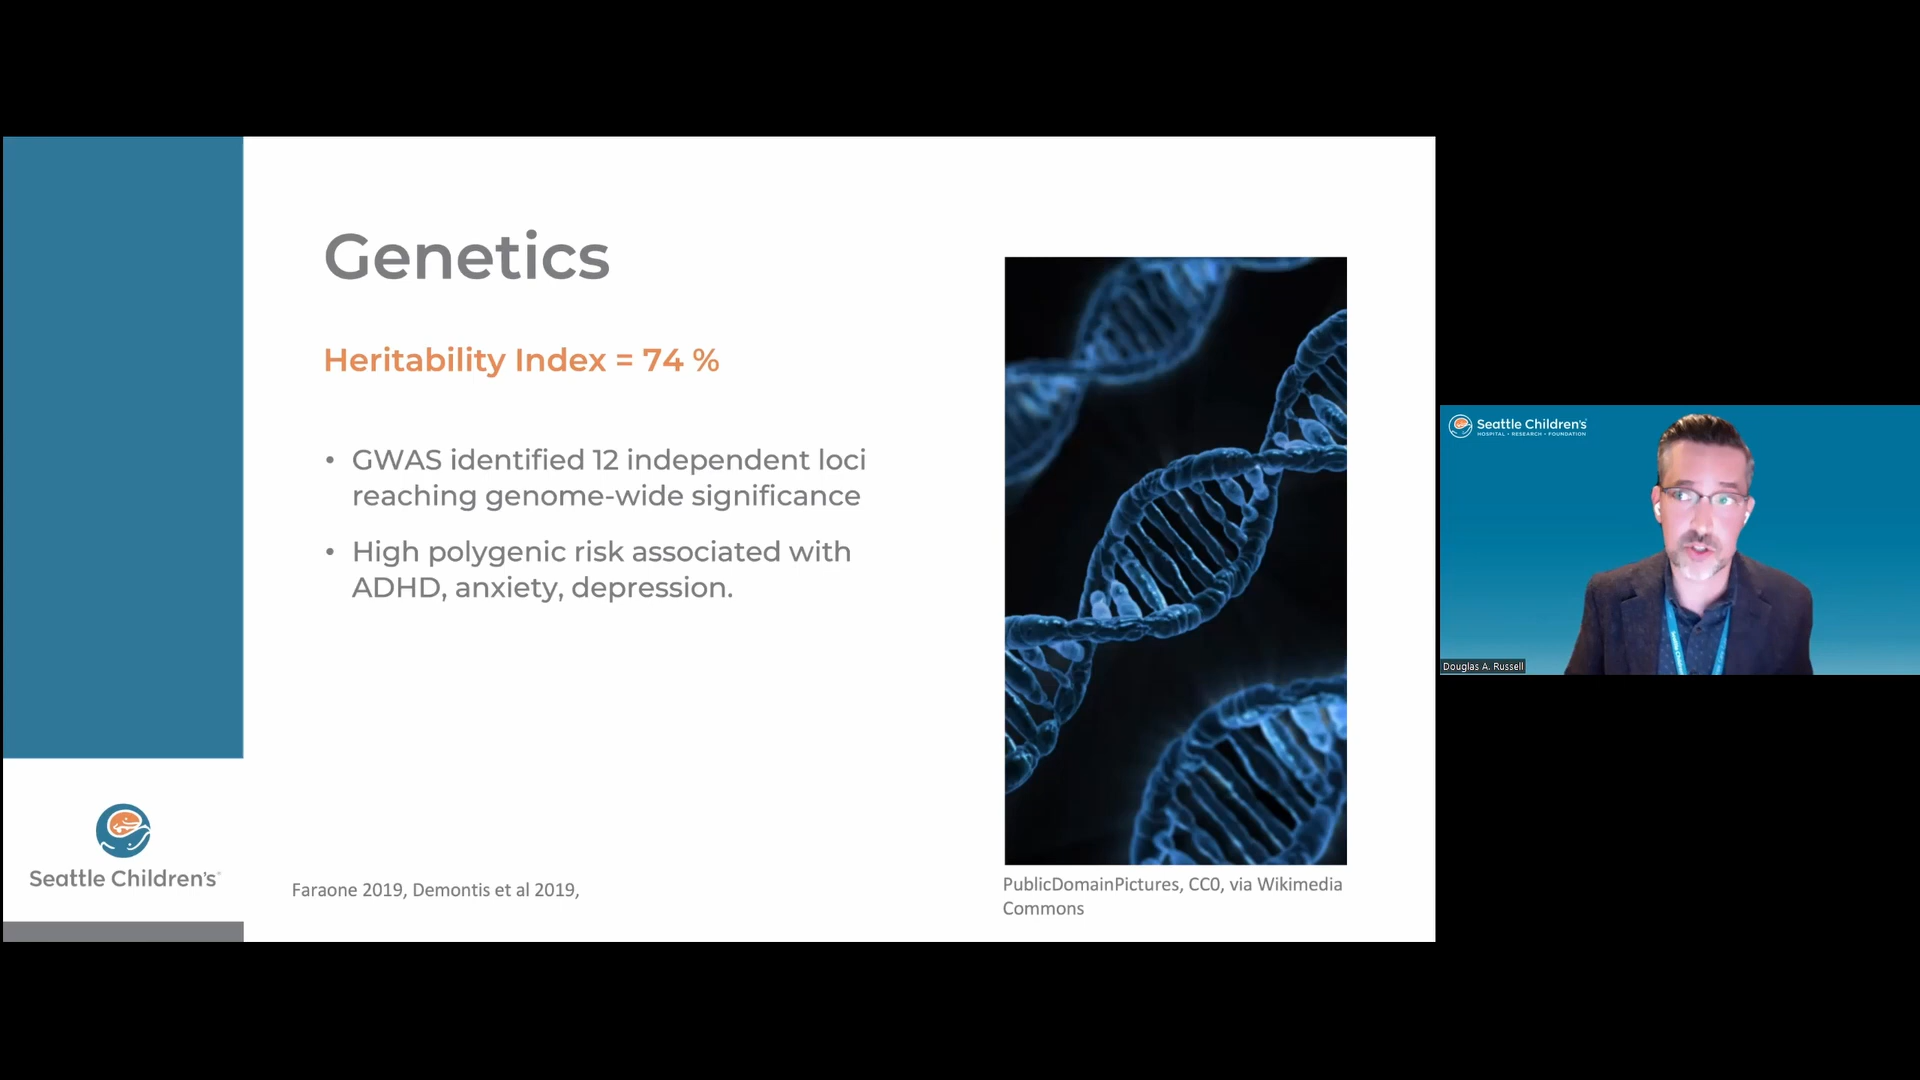 Genetics
Heritability Index = 74 %
• GWAS identified 12 independent loci
reaching genome-wide significance
• High polygenic risk associated with
ADHD, anxiety, depression.
Seattle Children's
Faraone 2019, Demontis et al 2019,
PublicDomainPictures, CC0, via Wikimedia
Commons
Seattle Children's
HOSPITAL • RESEARCH • FOUNDATION
Douglas A. Russell